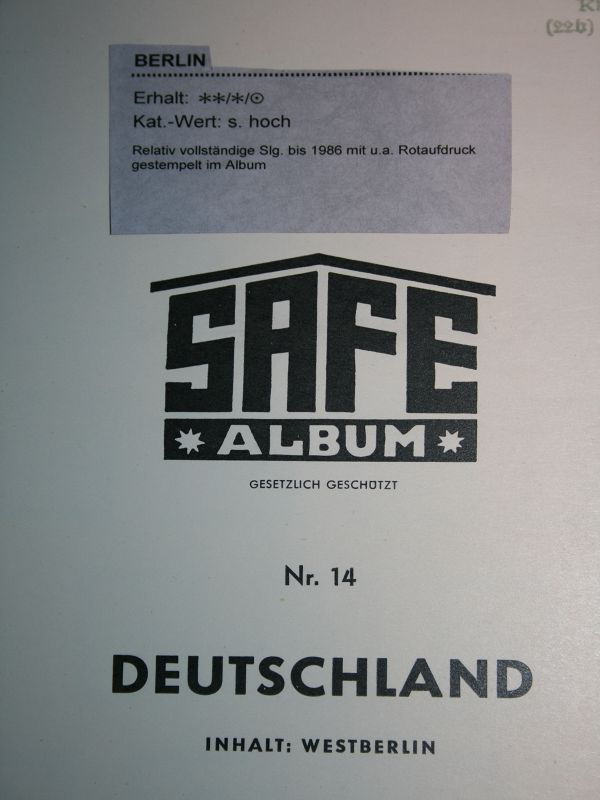 (22b)
BERLIN
Erhalt: **/*/⊙
Kat.-Wert: s. hoch
Relativ vollständige Slg. bis 1986 mit u.a. Rotaufdruck
gestempelt im Album
SAFE
ALBUM
GESETZLICH GESCHÜTZT
Nr. 14
DEUTSCHLAND
INHALT: WESTBERLIN